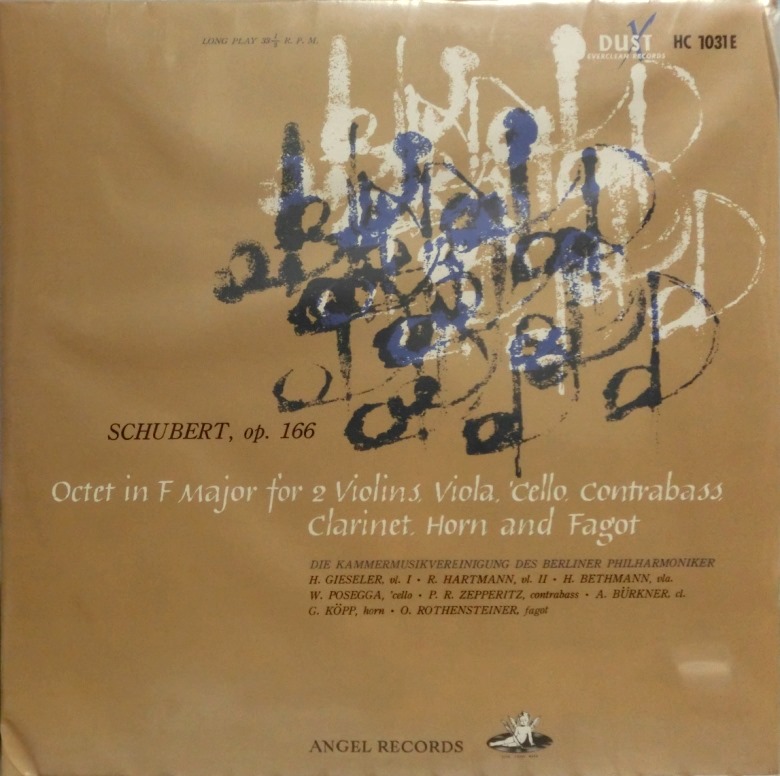 LONG PLAY 33⅓ R. P. M.
DUST
EVERCLEAN RECORDS
HC 1031E
SCHUBERT, op. 166
Octet in F Major for 2 Violins, Viola, 'Cello, Contrabass,
Clarinet, Horn and Fagot
DIE KAMMERMUSIKVEREINIGUNG DES BERLINER PHILHARMONIKER
H. GIESELER, vl. I • R. HARTMANN, vl. II • H. BETHMANN, vla.
W. POSEGGA, 'cello • P. R. ZEPPERITZ, contrabass • A. BÜRKNER, cl.
G. KÖPP, horn • O. ROTHENSTEINER, fagot
ANGEL RECORDS